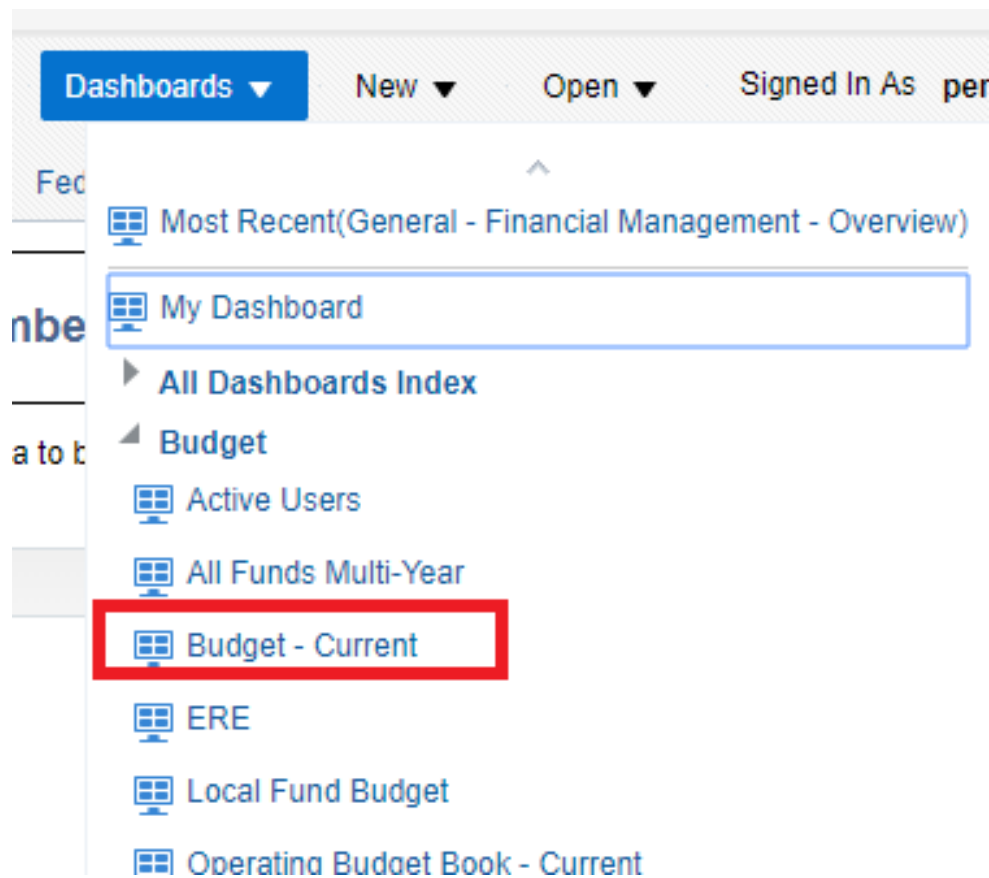 Dashboards New Open Signed In As
Most Recent(General - Financial Management - Overview)
My Dashboard
All Dashboards Index
a to
Budget
Active Users
All Funds Multi-Year
Budget - Current
ERE
Local Fund Budget
Operating Budget Book - Current